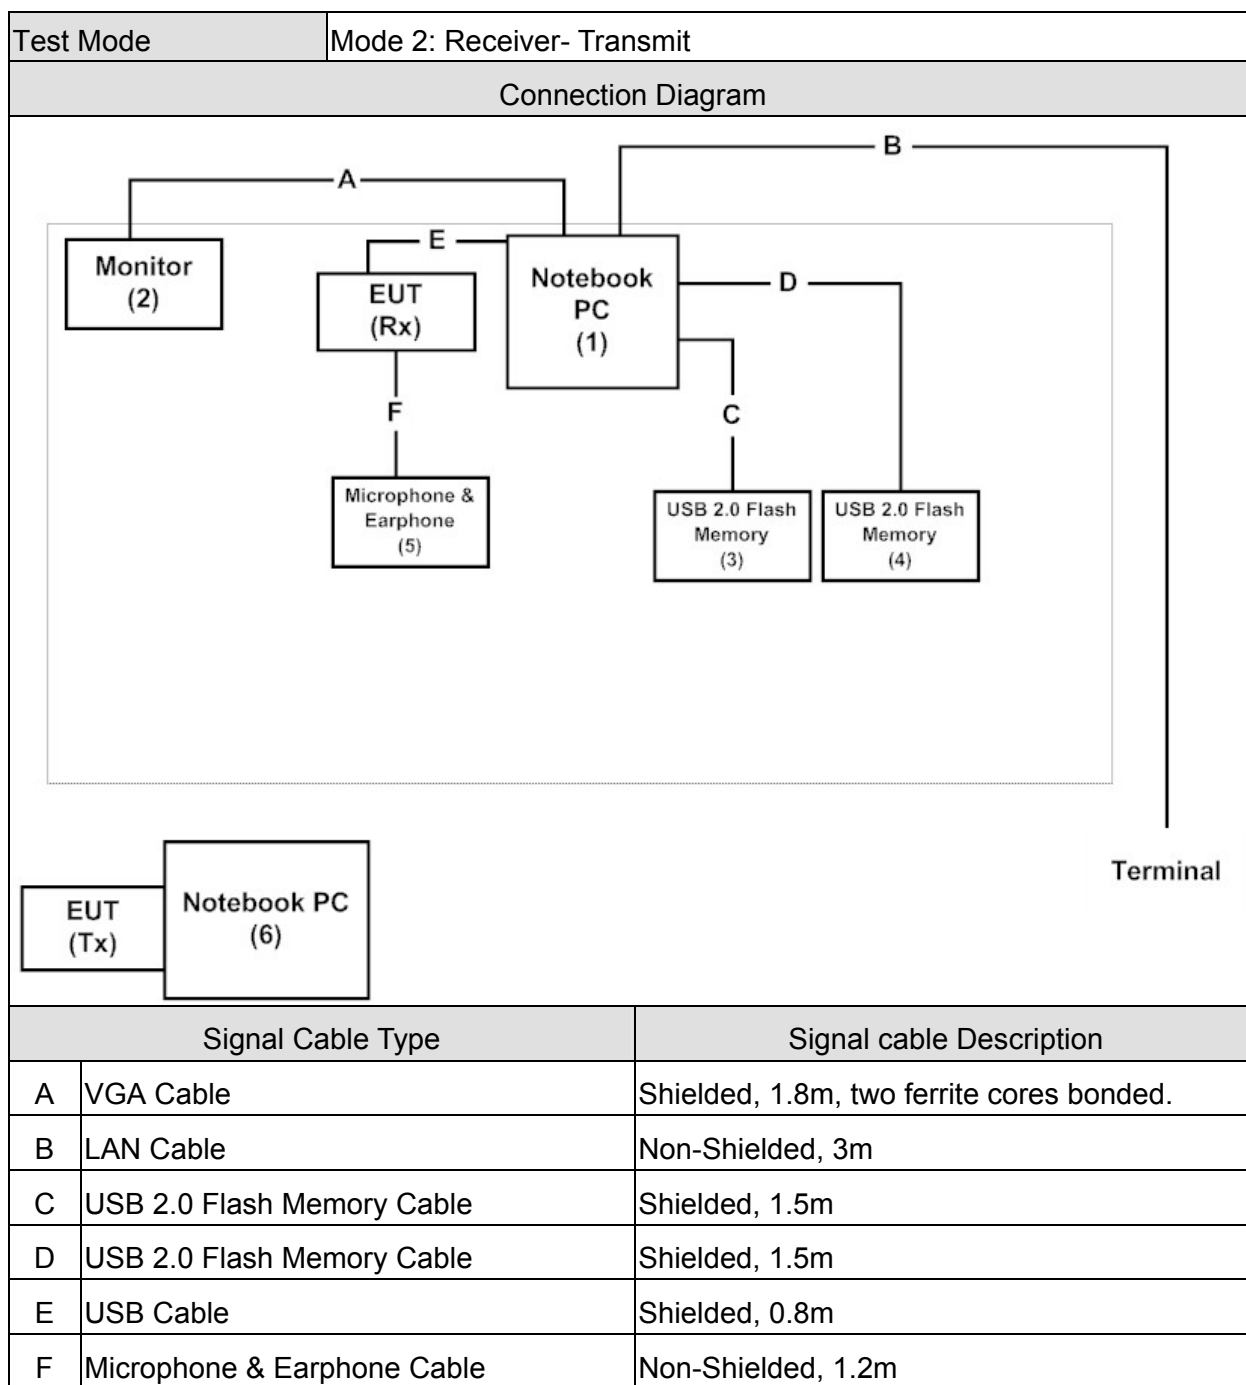 Test Mode Mode 2: Receiver- Transmit
Connection Diagram
B
A
E
Monitor
(2)
EUT
(Rx)
Notebook
PC
(1)
D
F
C
Microphone &
Earphone
(5)
USB 2.0 Flash
Memory
(3)
USB 2.0 Flash
Memory
(4)
Terminal
EUT
(Tx)
Notebook PC
(6)
Signal Cable Type Signal cable Description
A VGA Cable Shielded, 1.8m, two ferrite cores bonded.
B LAN Cable Non-Shielded, 3m
C USB 2.0 Flash Memory Cable Shielded, 1.5m
D USB 2.0 Flash Memory Cable Shielded, 1.5m
E USB Cable Shielded, 0.8m
F Microphone & Earphone Cable Non-Shielded, 1.2m